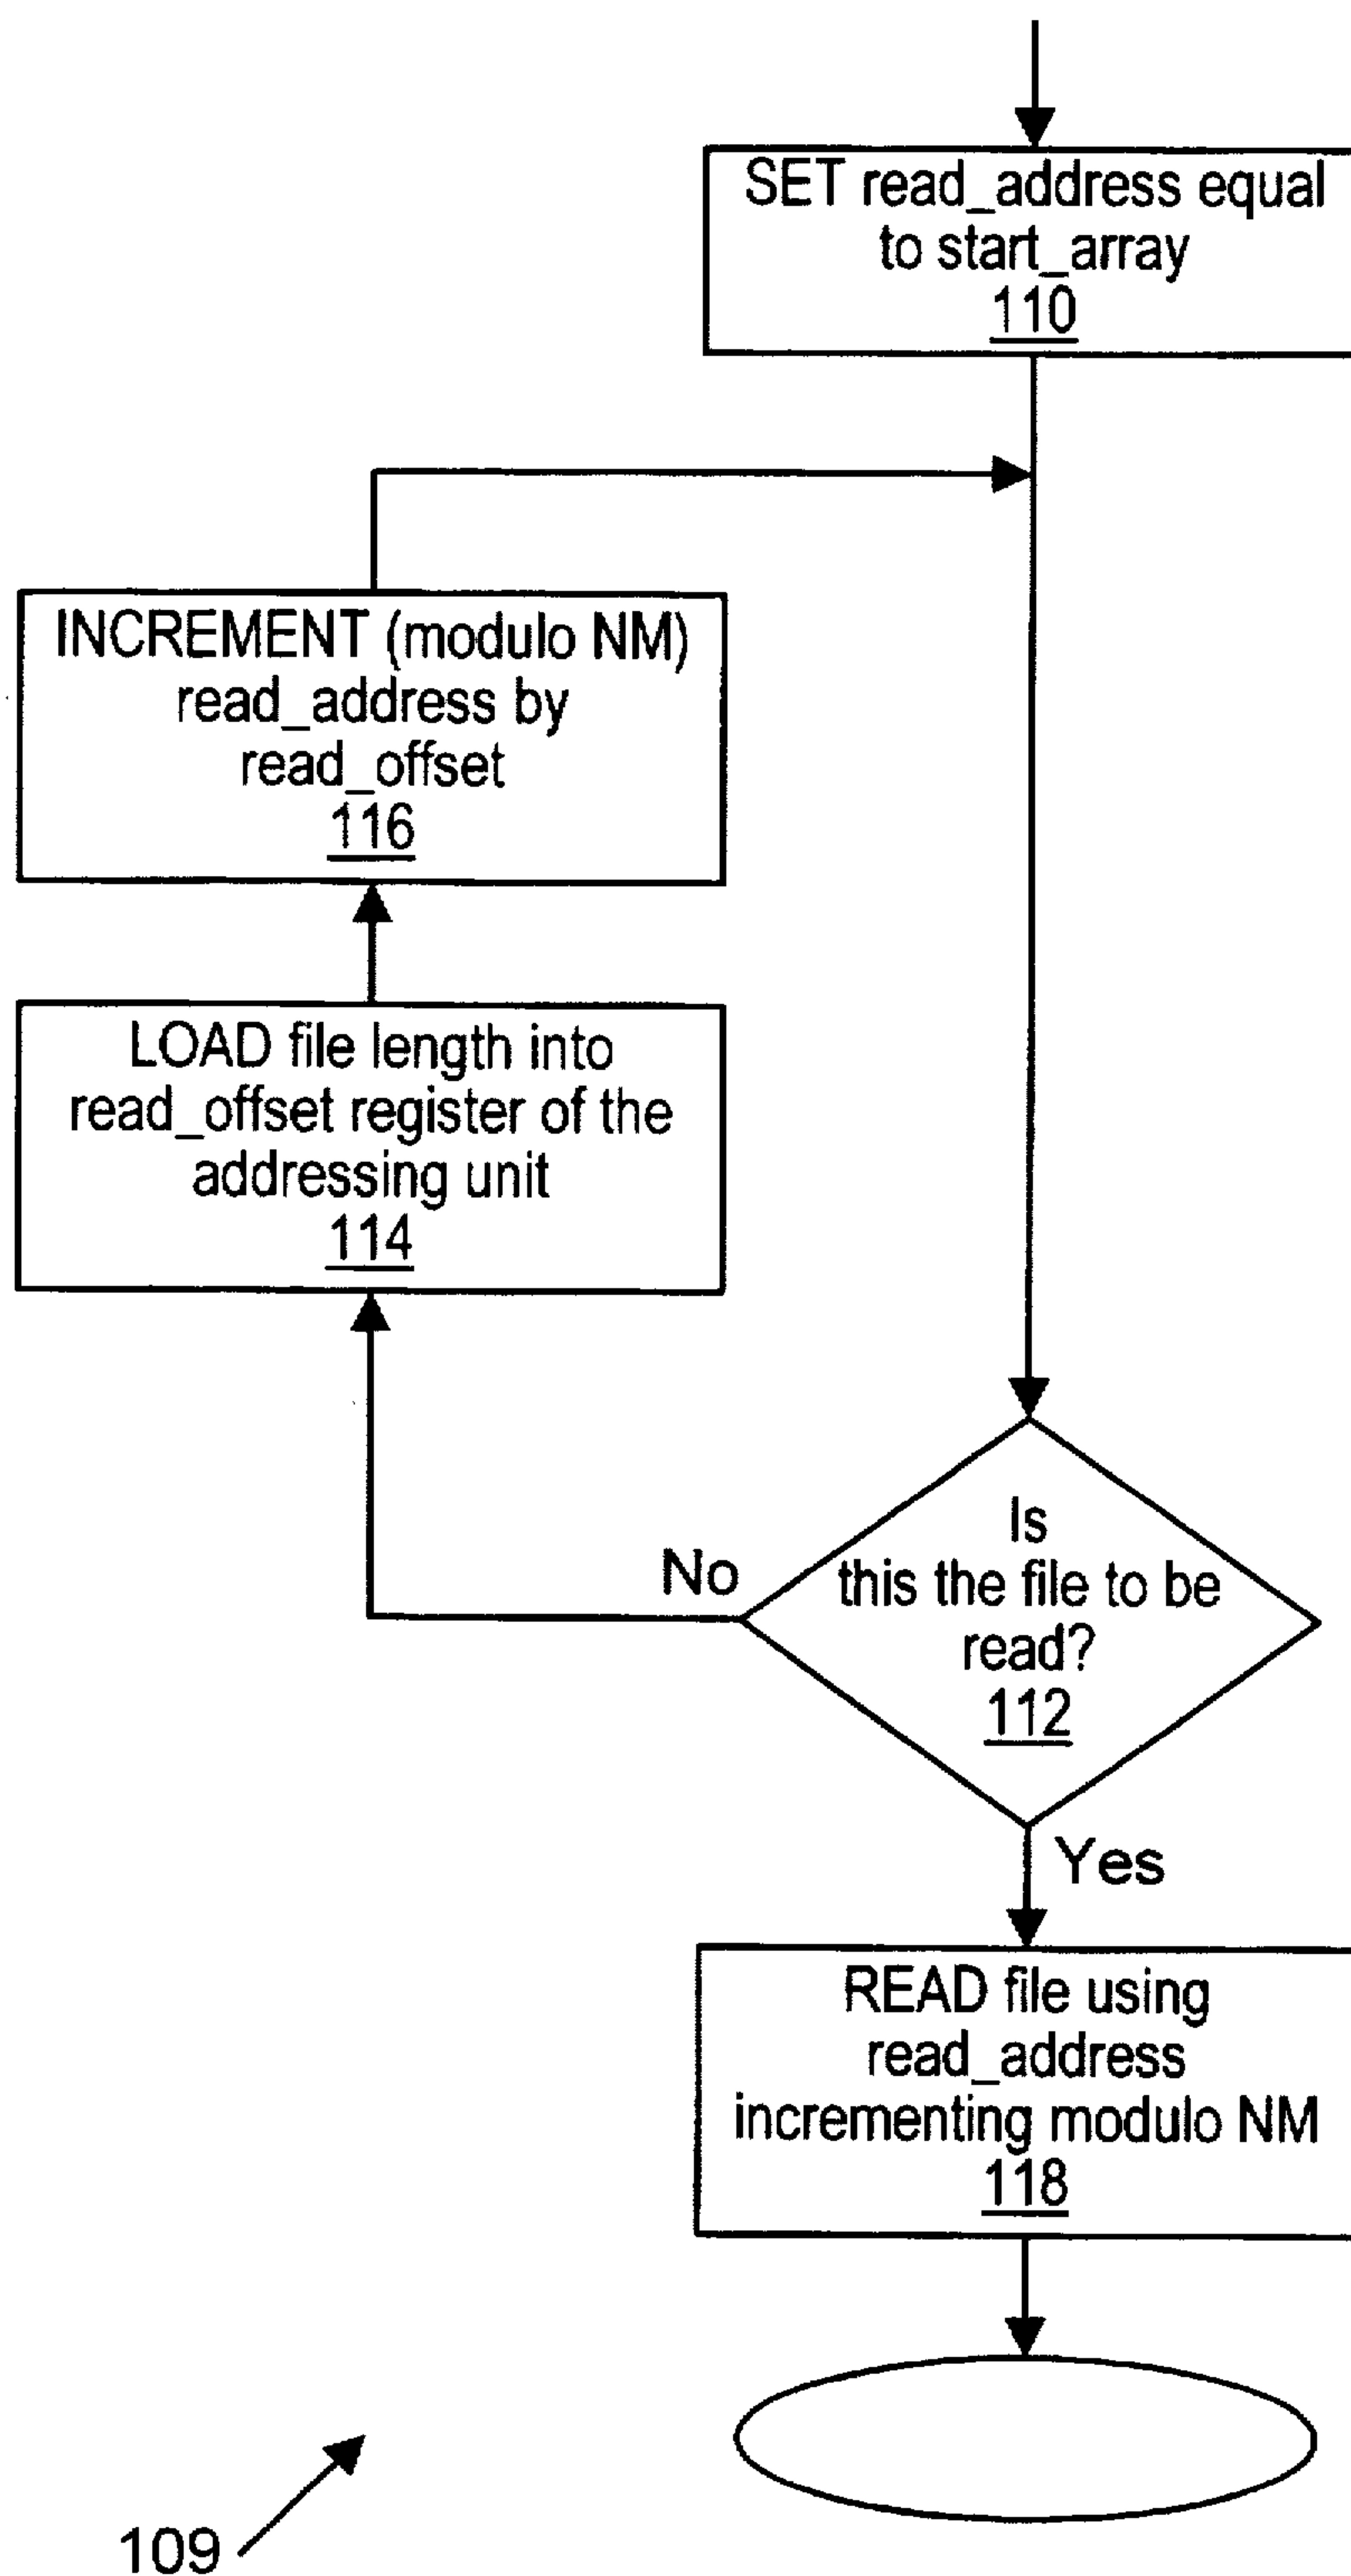 SET read_address equal
to start_array
110
INCREMENT (modulo NM)
read_address by
read_offset
116
LOAD file length into
read_offset register of the
addressing unit
114
Is
this the file to be
read?
112
No
Yes
READ file using
read_address
incrementing modulo NM
118
109